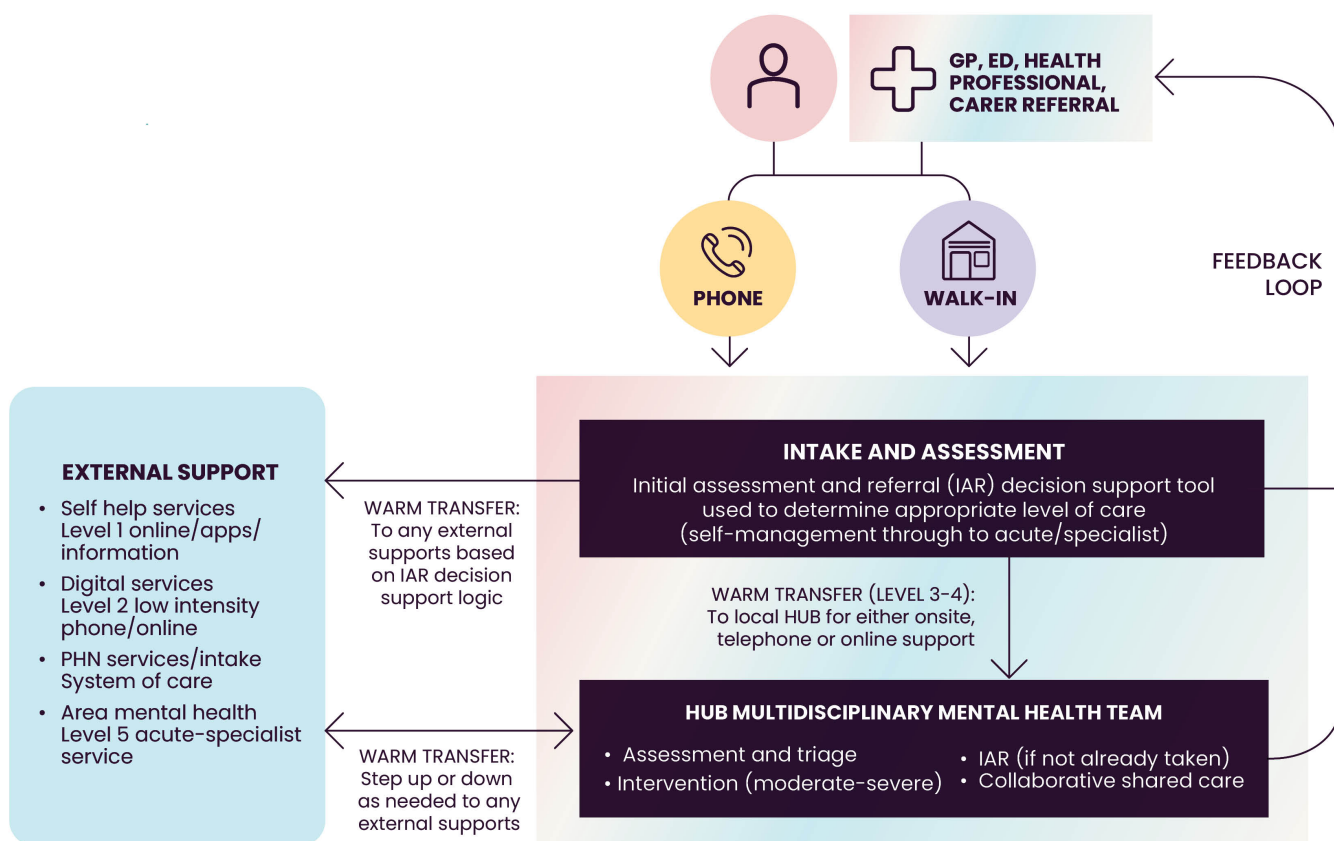 GP, ED, HEALTH
PROFESSIONAL,
CARER REFERRAL
PHONE
WALK-IN
FEEDBACK
LOOP
EXTERNAL SUPPORT
• Self help services
Level 1 online/apps/
information
• Digital services
Level 2 low intensity
phone/online
• PHN services/intake
System of care
• Area mental health
Level 5 acute-specialist
service
WARM TRANSFER:
To any external
supports based
on IAR decision
support logic
INTAKE AND ASSESSMENT
Initial assessment and referral (IAR) decision support tool
used to determine appropriate level of care
(self-management through to acute/specialist)
WARM TRANSFER (LEVEL 3-4):
To local HUB for either onsite,
telephone or online support
WARM TRANSFER:
Step up or down
as needed to any
external supports
HUB MULTIDISCIPLINARY MENTAL HEALTH TEAM
• Assessment and triage
• Intervention (moderate-severe)
• IAR (if not already taken)
• Collaborative shared care